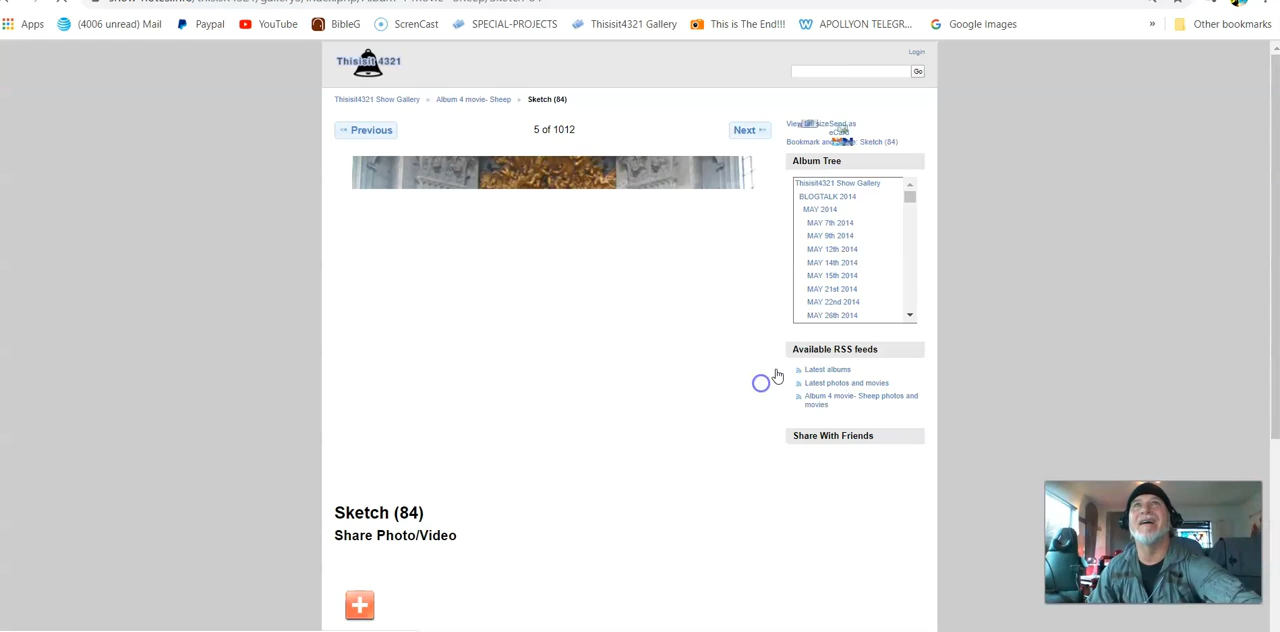 Apps
(4006 unread) Mail
Paypal
YouTube
BibleG
ScrenCast
SPECIAL-PROJECTS
Thisisit4321 Gallery
This is The End!!!
APOLLYON TELEGR...
Google Images
»
Other bookmarks
Thisisit 4321
Login
Go
Thisisit4321 Show Gallery » Album 4 movie- Sheep » Sketch (84)
Previous
5 of 1012
Next
Send as
eCard
Sketch (84)
Album Tree
Thisisit4321 Show Gallery
BLOGTALK 2014
MAY 2014
MAY 7th 2014
MAY 9th 2014
MAY 12th 2014
MAY 14th 2014
MAY 15th 2014
MAY 21st 2014
MAY 22nd 2014
MAY 26th 2014
Available RSS feeds
Latest albums
Latest photos and movies
Album 4 movie- Sheep photos and
movies
Share With Friends
Sketch (84)
Share Photo/Video